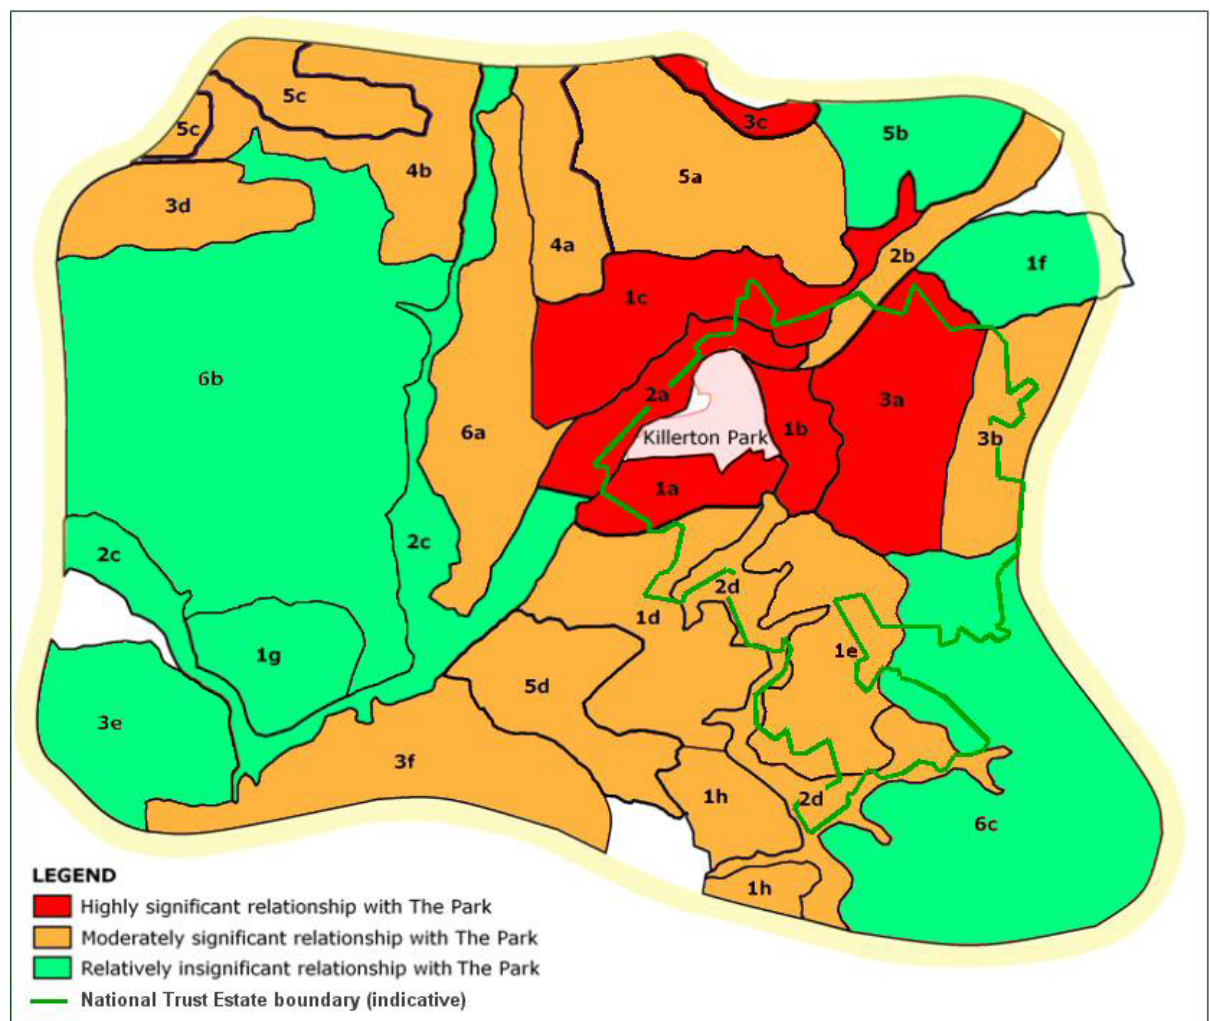 5c
3c
5c
5b
4b
5a
3d
4a
2b
1f
1c
6b
2a
3a
6a
Killerton Park
1b
3b
1a
2c
2c
2d
1d
1g
1e
5d
3e
3f
1h
2d
6c
1h
LEGEND
Highly significant relationship with The Park
Moderately significant relationship with The Park
Relatively insignificant relationship with The Park
National Trust Estate boundary (indicative)